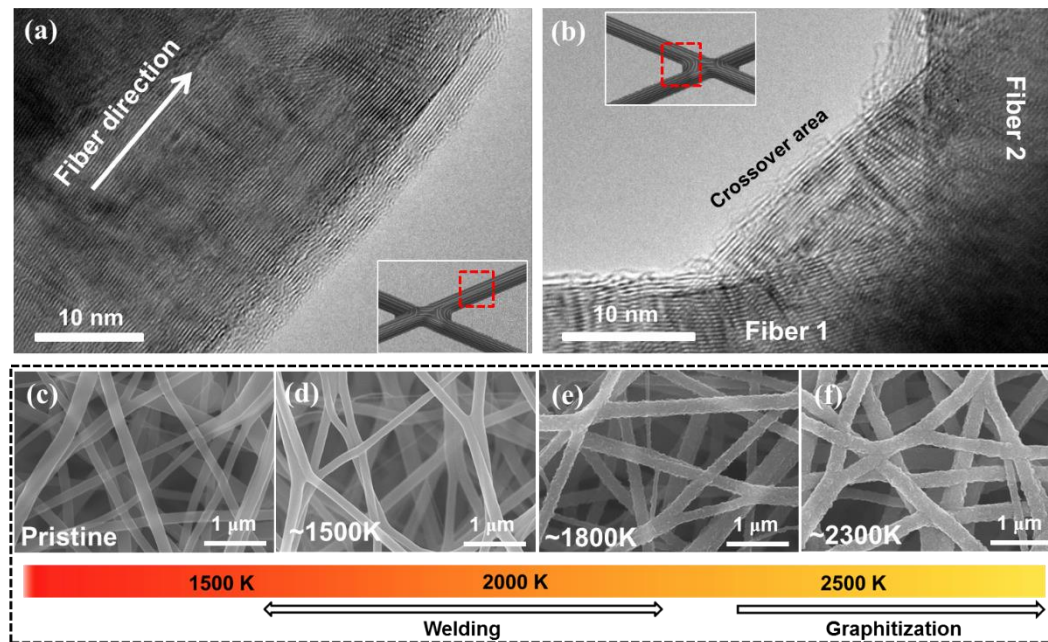 (a)
Fiber direction
10 nm
(b)
Crossover area
Fiber 2
10 nm
Fiber 1
(c)
Pristine
1 μm
(d)
~1500K
1 μm
(e)
~1800K
1 μm
(f)
~2300K
1 μm
1500 K 2000 K 2500 K
Welding Graphitization